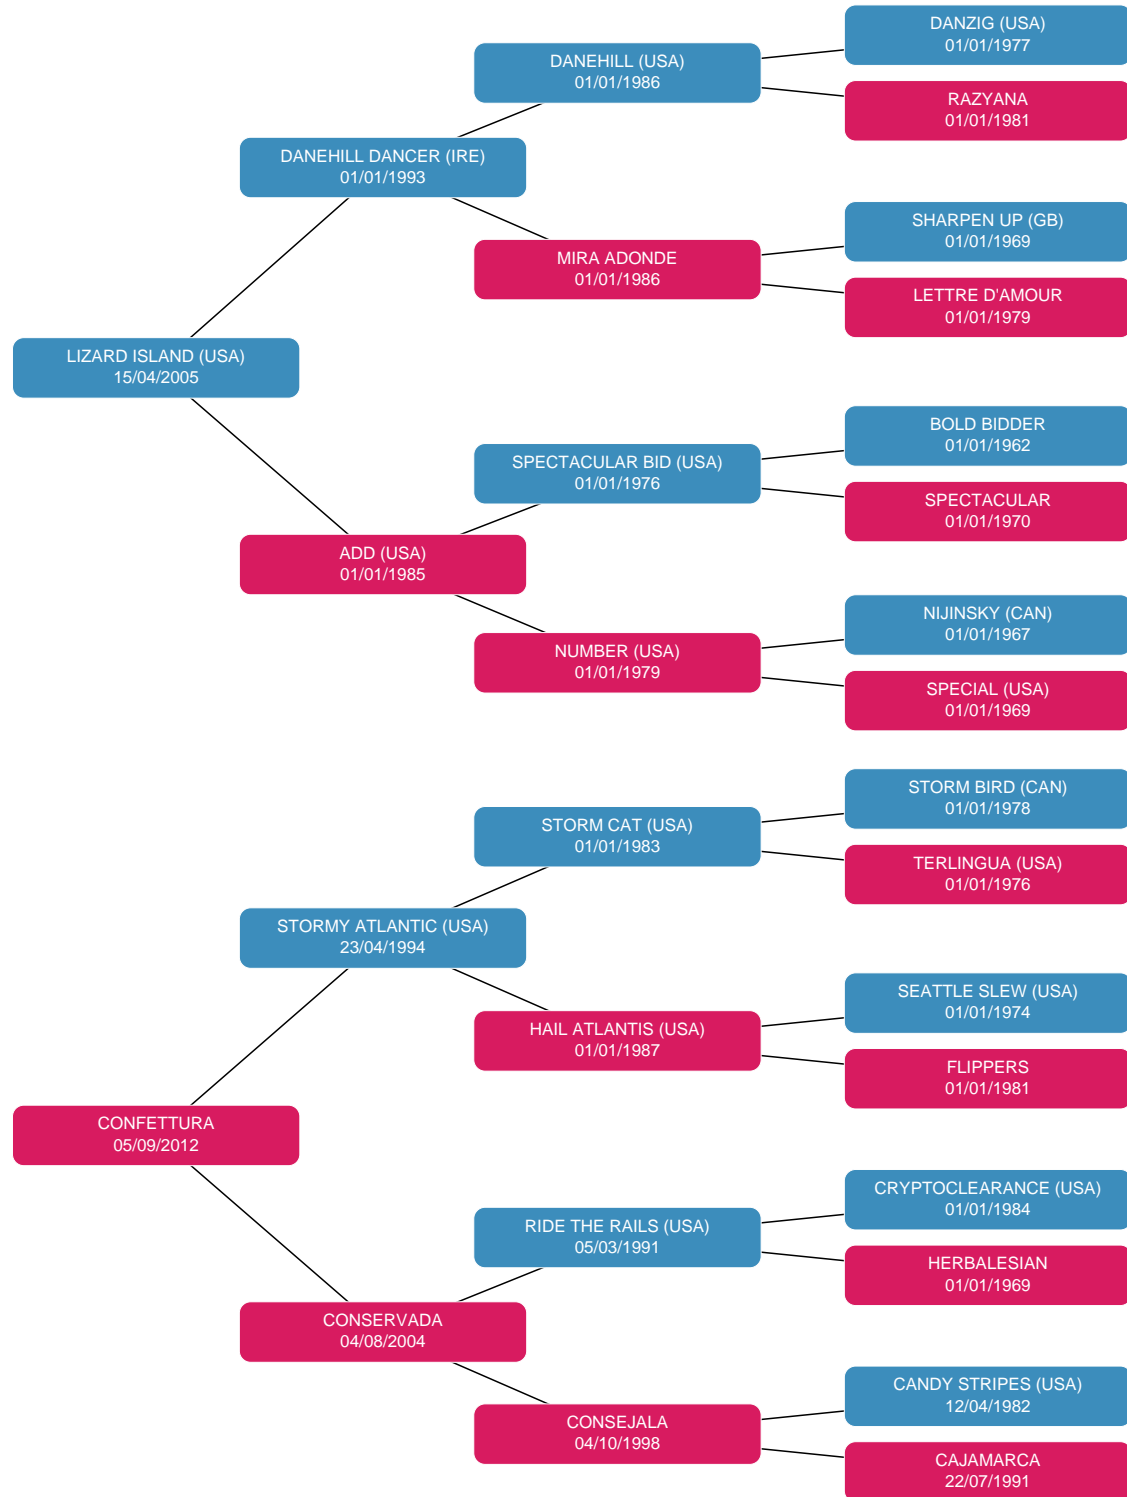 DANZIG (USA)
01/01/1977
DANEHILL (USA)
01/01/1986
RAZYANA
01/01/1981
DANEHILL DANCER (IRE)
01/01/1993
SHARPEN UP (GB)
01/01/1969
MIRA ADONDE
01/01/1986
LETTRE D'AMOUR
01/01/1979
LIZARD ISLAND (USA)
15/04/2005
BOLD BIDDER
01/01/1962
SPECTACULAR BID (USA)
01/01/1976
SPECTACULAR
01/01/1970
ADD (USA)
01/01/1985
NIJINSKY (CAN)
01/01/1967
NUMBER (USA)
01/01/1979
SPECIAL (USA)
01/01/1969
STORM BIRD (CAN)
01/01/1978
STORM CAT (USA)
01/01/1983
TERLINGUA (USA)
01/01/1976
STORMY ATLANTIC (USA)
23/04/1994
SEATTLE SLEW (USA)
01/01/1974
HAIL ATLANTIS (USA)
01/01/1987
FLIPPERS
01/01/1981
CONFETTURA
05/09/2012
CRYPTOCLEARANCE (USA)
01/01/1984
RIDE THE RAILS (USA)
05/03/1991
HERBALESIAN
01/01/1969
CONSERVADA
04/08/2004
CANDY STRIPES (USA)
12/04/1982
CONSEJALA
04/10/1998
CAJAMARCA
22/07/1991